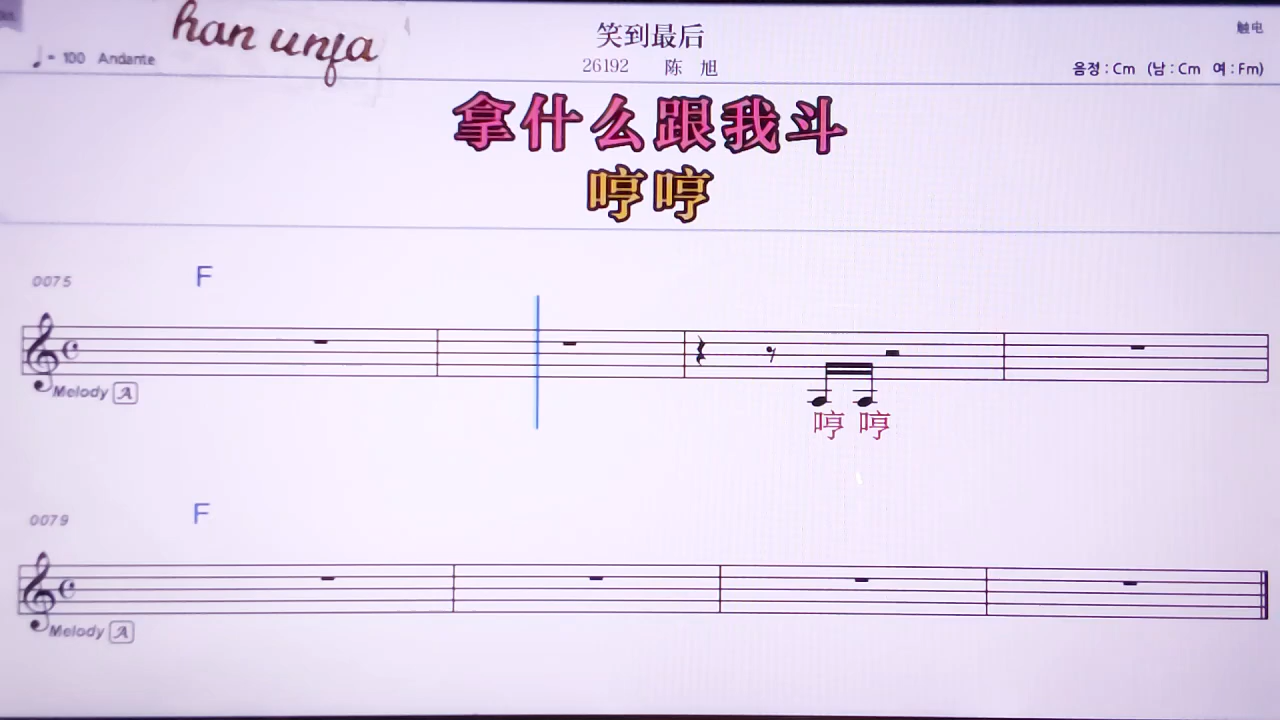 han unfa
笑到最后
触电
♩= 100 Andante
26192 陈 旭
음정 : Cm (남 : Cm 여 : Fm)
拿什么跟我斗
哼哼
0075 F
Melody A
哼 哼
0079 F
Melody A